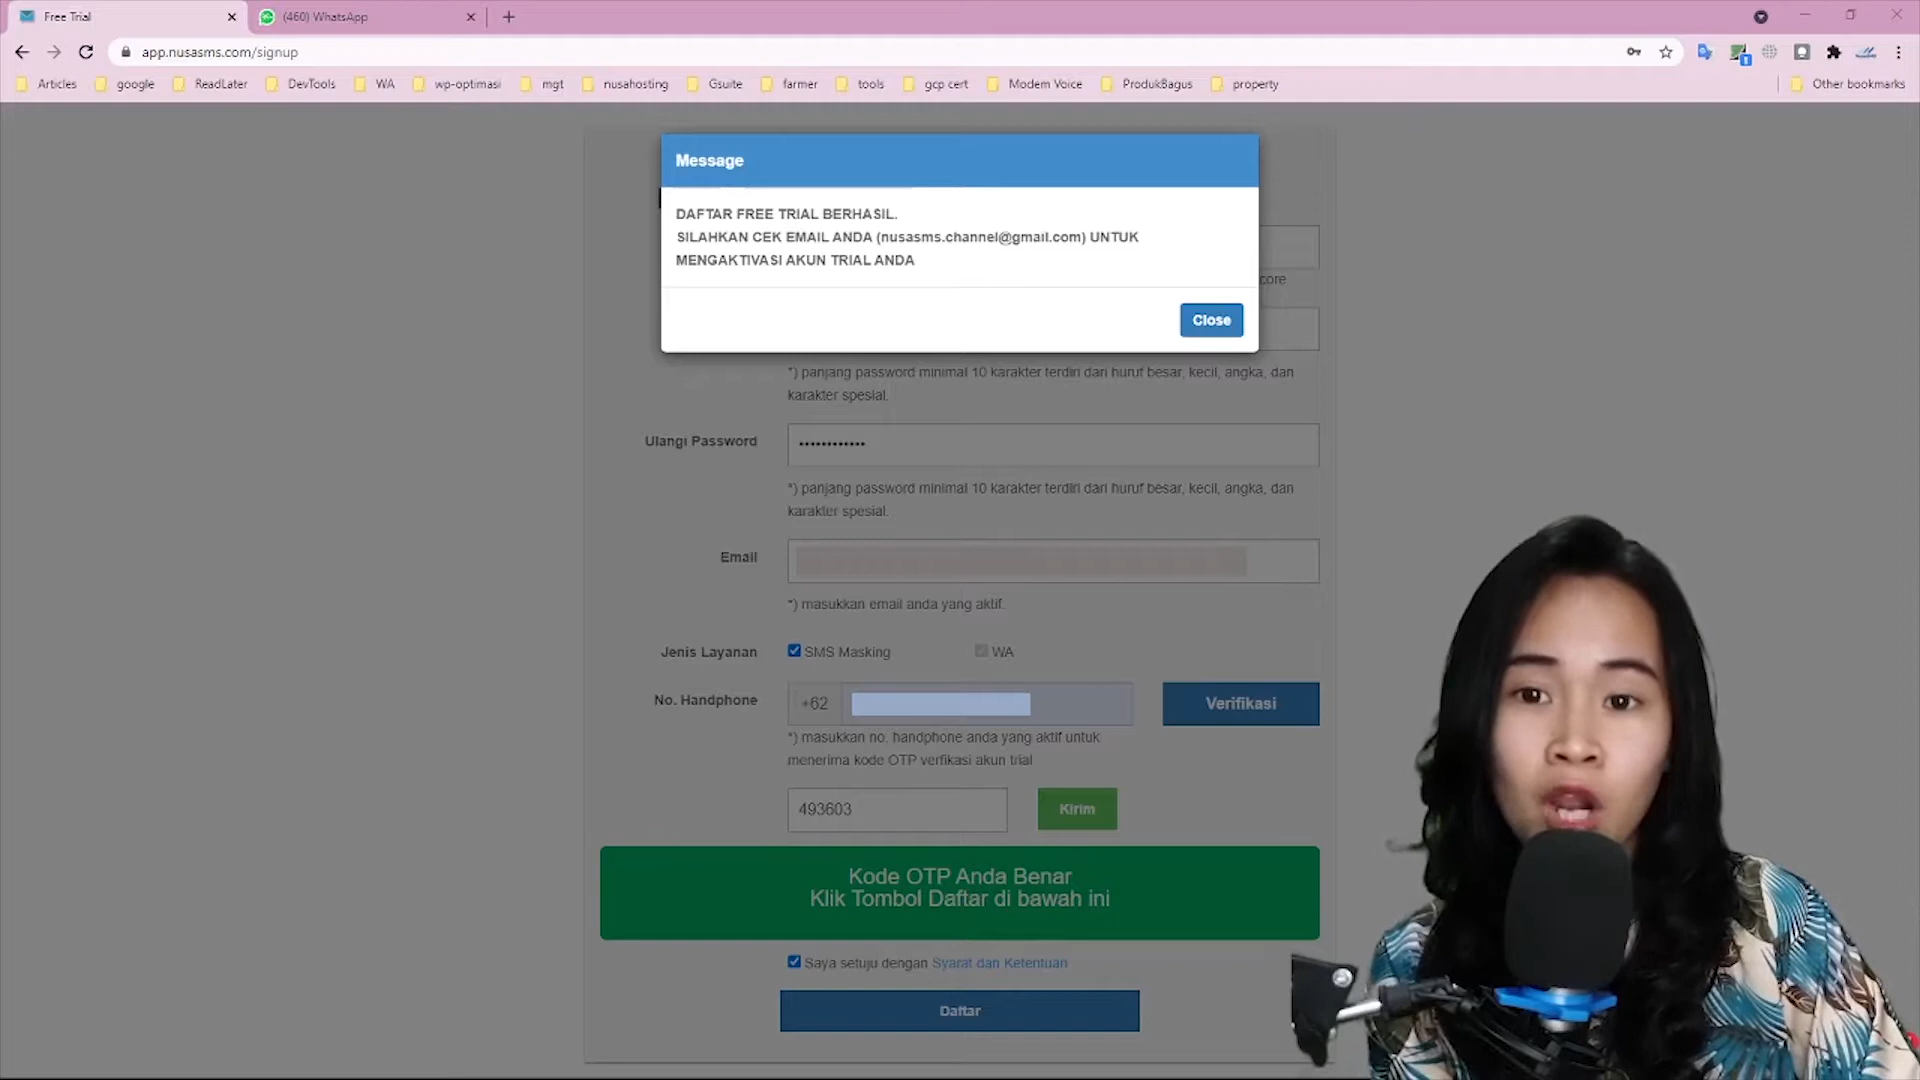 Free Trial
(460) WhatsApp
app.nusasms.com/signup
Articles
google
ReadLater
DevTools
WA
wp-optimasi
mgt
nusahosting
Gsuite
farmer
tools
gcp cert
Modem Voice
ProdukBagus
property
Other bookmarks
Message
DAFTAR FREE TRIAL BERHASIL.
SILAHKAN CEK EMAIL ANDA (nusasms.channel@gmail.com) UNTUK
MENGAKTIVASI AKUN TRIAL ANDA
core
Close
*) panjang password minimal 10 karakter terdiri dari huruf besar, kecil, angka, dan
karakter spesial.
Ulangi Password
*) panjang password minimal 10 karakter terdiri dari huruf besar, kecil, angka, dan
karakter spesial.
Email
*) masukkan email anda yang aktif.
Jenis Layanan
SMS Masking
WA
No. Handphone
+62
Verifikasi
*) masukkan no. handphone anda yang aktif untuk
menerima kode OTP verfikasi akun trial
493603
Kirim
Kode OTP Anda Benar
Klik Tombol Daftar di bawah ini
Saya setuju dengan Syarat dan Ketentuan
Daftar